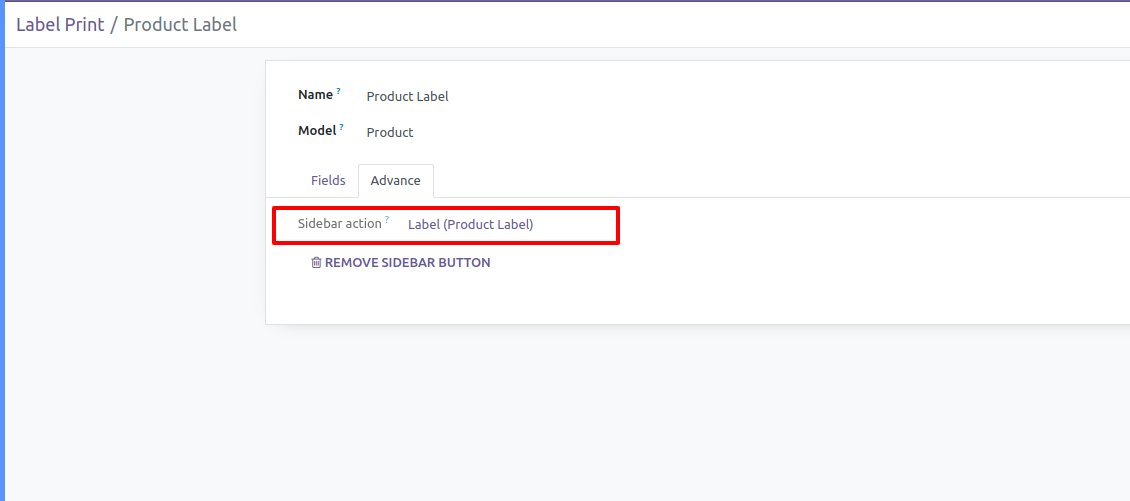 Label Print / Product Label
Name ? Product Label
Model ? Product
Fields Advance
Sidebar action ? Label (Product Label)
REMOVE SIDEBAR BUTTON